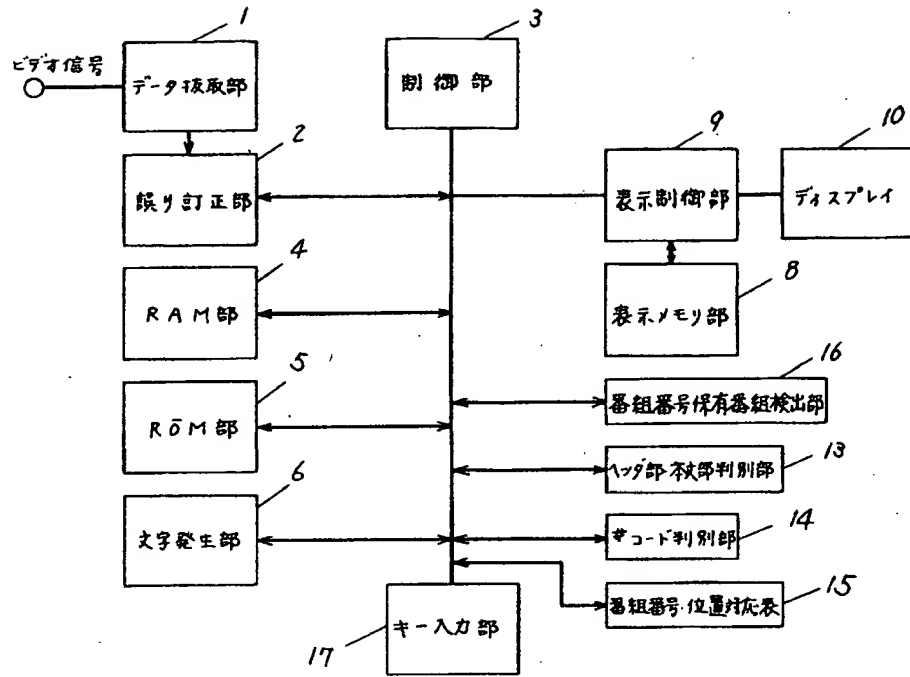 1
3
ビデオ信号
データ抜取部
制御部
2
9
10
誤り訂正部
表示制御部
ディスプレイ
4
8
RAM部
表示メモリ部
16
5
番組番号保有番組検出部
ROM部
13
ヘッダ部・本文部判別部
6
14
文字発生部
#コード判別部
15
番組番号・位置対応表
キー入力部
17